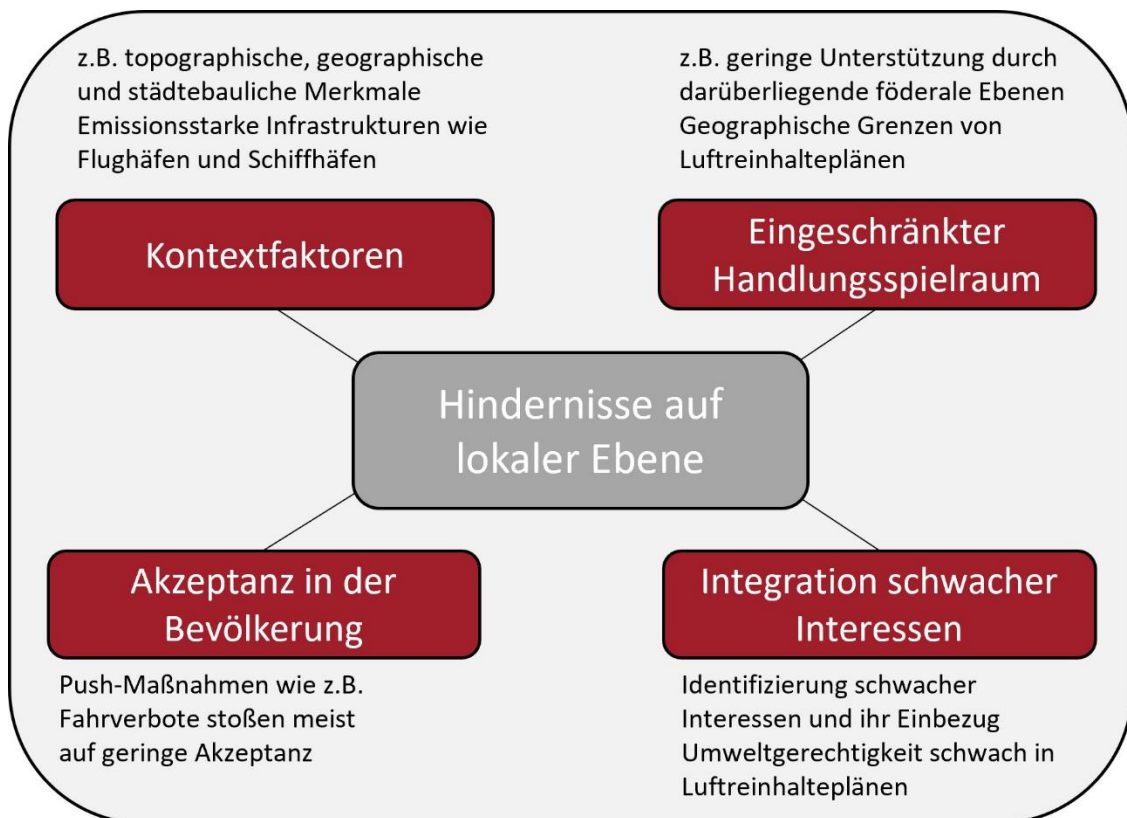 z.B. topographische, geographische
und städtebauliche Merkmale
Emissionsstarke Infrastrukturen wie
Flughäfen und Schiffhäfen
Kontextfaktoren
z.B. geringe Unterstützung durch
darüberliegende föderale Ebenen
Geographische Grenzen von
Luftreinhalteplänen
Eingeschränkter
Handlungsspielraum
Hindernisse auf
lokaler Ebene
Akzeptanz in der
Bevölkerung
Push-Maßnahmen wie z.B.
Fahrverbote stoßen meist
auf geringe Akzeptanz
Integration schwacher
Interessen
Identifizierung schwacher
Interessen und ihr Einbezug
Umweltgerechtigkeit schwach in
Luftreinhalteplänen